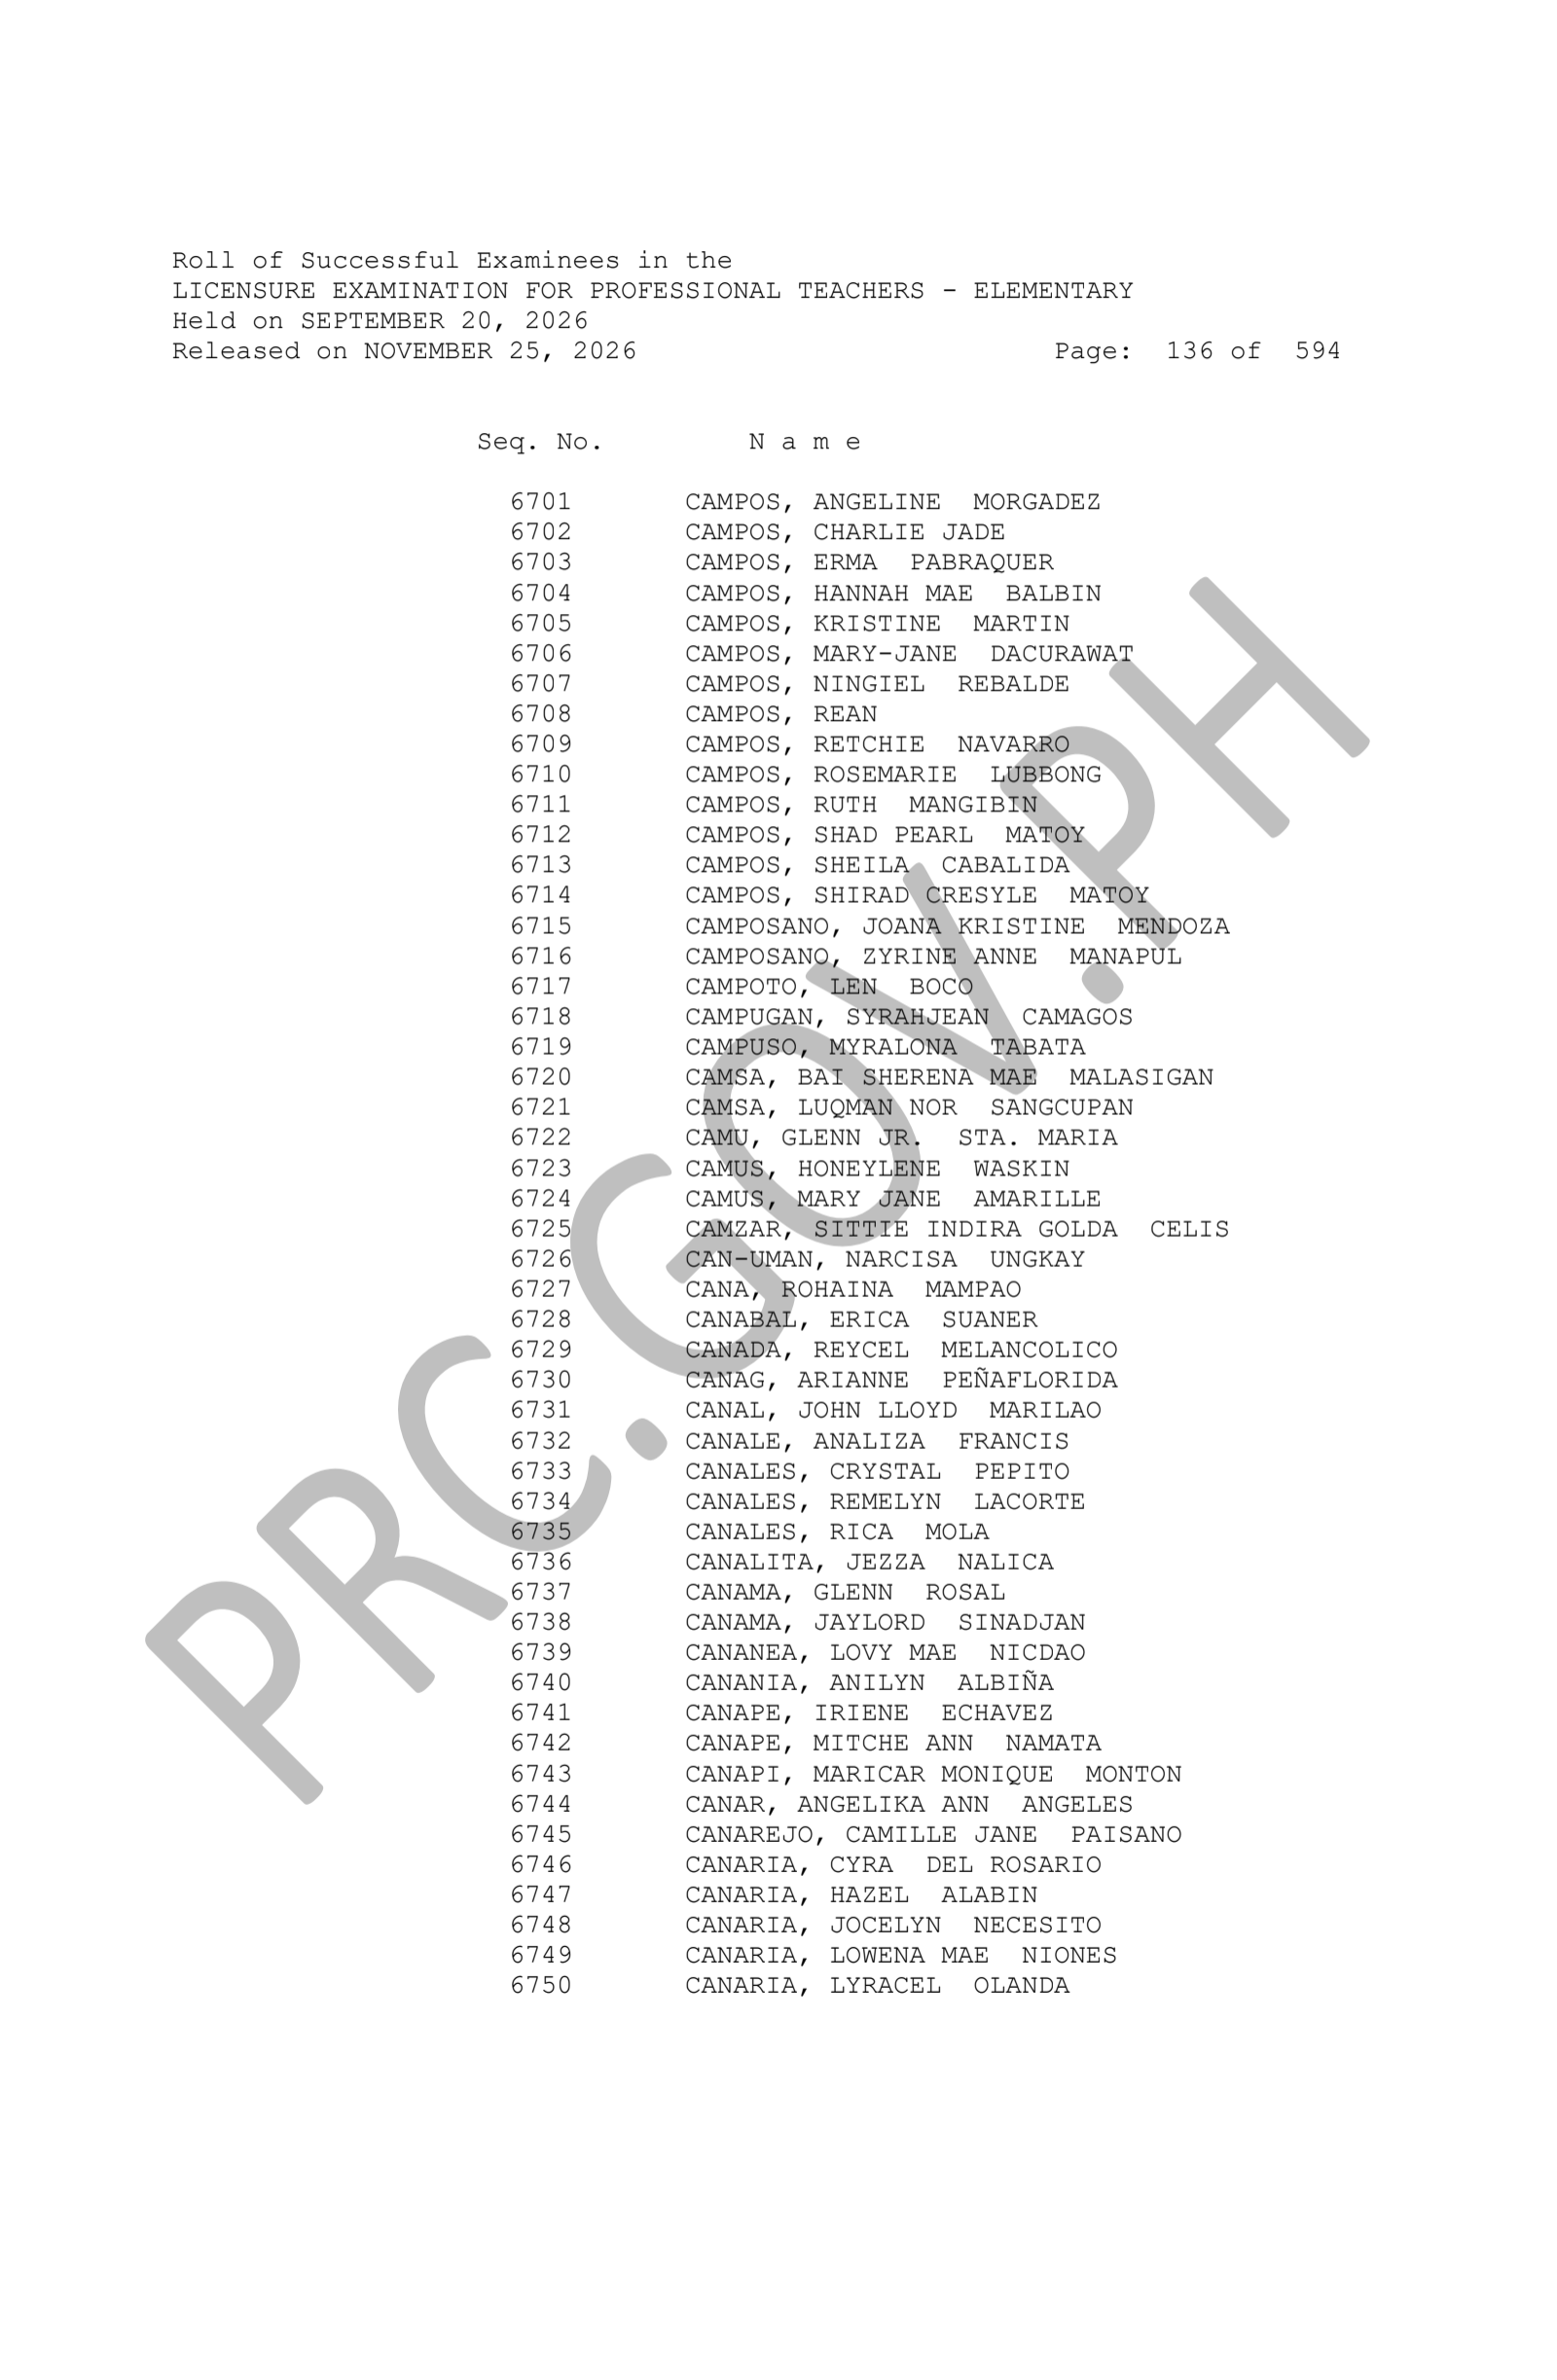 Roll of Successful Examinees in the
LICENSURE EXAMINATION FOR PROFESSIONAL TEACHERS - ELEMENTARY
Held on SEPTEMBER 20, 2026
Released on NOVEMBER 25, 2026 Page: 136 of 594
Seq. No. N a m e
6701 CAMPOS, ANGELINE MORGADEZ
6702 CAMPOS, CHARLIE JADE
6703 CAMPOS, ERMA PABRAQUER
6704 CAMPOS, HANNAH MAE BALBIN
6705 CAMPOS, KRISTINE MARTIN
6706 CAMPOS, MARY-JANE DACURAWAT
6707 CAMPOS, NINGIEL REBALDE
6708 CAMPOS, REAN
6709 CAMPOS, RETCHIE NAVARRO
6710 CAMPOS, ROSEMARIE LUBBONG
6711 CAMPOS, RUTH MANGIBIN
6712 CAMPOS, SHAD PEARL MATOY
6713 CAMPOS, SHEILA CABALIDA
6714 CAMPOS, SHIRAD CRESYLE MATOY
6715 CAMPOSANO, JOANA KRISTINE MENDOZA
6716 CAMPOSANO, ZYRINE ANNE MANAPUL
6717 CAMPOTO, LEN BOCO
6718 CAMPUGAN, SYRAHJEAN CAMAGOS
6719 CAMPUSO, MYRALONA TABATA
6720 CAMSA, BAI SHERENA MAE MALASIGAN
6721 CAMSA, LUQMAN NOR SANGCUPAN
6722 CAMU, GLENN JR. STA. MARIA
6723 CAMUS, HONEYLENE WASKIN
6724 CAMUS, MARY JANE AMARILLE
6725 CAMZAR, SITTIE INDIRA GOLDA CELIS
6726 CAN-UMAN, NARCISA UNGKAY
6727 CANA, ROHAINA MAMPAO
6728 CANABAL, ERICA SUANER
6729 CANADA, REYCEL MELANCOLICO
6730 CANAG, ARIANNE PEÑAFLORIDA
6731 CANAL, JOHN LLOYD MARILAO
6732 CANALE, ANALIZA FRANCIS
6733 CANALES, CRYSTAL PEPITO
6734 CANALES, REMELYN LACORTE
6735 CANALES, RICA MOLA
6736 CANALITA, JEZZA NALICA
6737 CANAMA, GLENN ROSAL
6738 CANAMA, JAYLORD SINADJAN
6739 CANANEA, LOVY MAE NICDAO
6740 CANANIA, ANILYN ALBIÑA
6741 CANAPE, IRIENE ECHAVEZ
6742 CANAPE, MITCHE ANN NAMATA
6743 CANAPI, MARICAR MONIQUE MONTON
6744 CANAR, ANGELIKA ANN ANGELES
6745 CANAREJO, CAMILLE JANE PAISANO
6746 CANARIA, CYRA DEL ROSARIO
6747 CANARIA, HAZEL ALABIN
6748 CANARIA, JOCELYN NECESITO
6749 CANARIA, LOWENA MAE NIONES
6750 CANARIA, LYRACEL OLANDA
PRC.GOV.PH